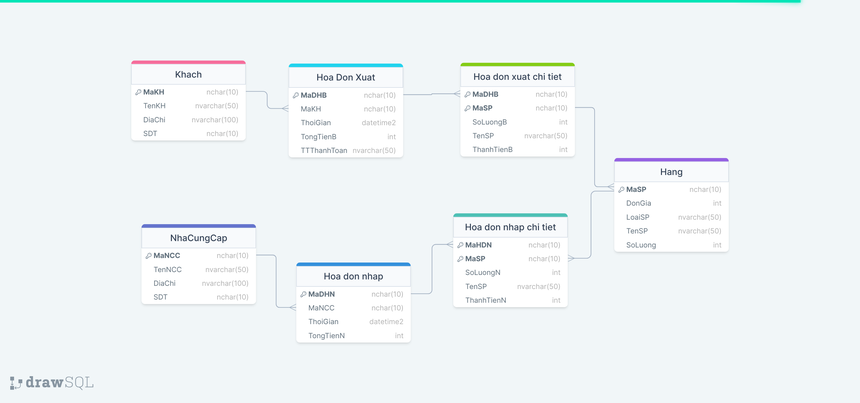 Khach
MaKH nchar(10)
TenKH nvarchar(50)
DiaChi nvarchar(100)
SDT nchar(10)
Hoa Don Xuat
MaDHB nchar(10)
MaKH nchar(10)
ThoiGian datetime2
TongTienB int
TTThanhToan nvarchar(50)
Hoa don xuat chi tiet
MaDHB nchar(10)
MaSP nchar(10)
SoLuongB int
TenSP nvarchar(50)
ThanhTienB int
Hang
MaSP nchar(10)
DonGia int
LoaiSP nvarchar(50)
TenSP nvarchar(50)
SoLuong int
NhaCungCap
MaNCC nchar(10)
TenNCC nvarchar(50)
DiaChi nvarchar(100)
SDT nchar(10)
Hoa don nhap
MaDHN nchar(10)
MaNCC nchar(10)
ThoiGian datetime2
TongTienN int
Hoa don nhap chi tiet
MaHDN nchar(10)
MaSP nchar(10)
SoLuongN int
TenSP nvarchar(50)
ThanhTienN int
drawSQL